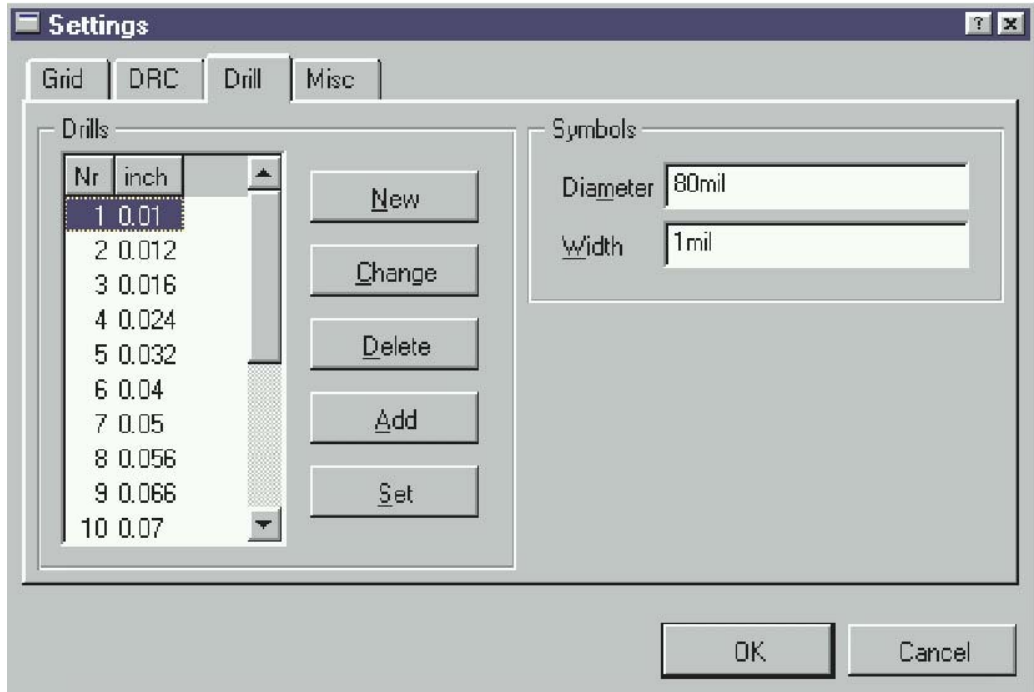 Settings
Grid DRC Drill Misc
Drills
Nr inch
1 0.01
2 0.012
3 0.016
4 0.024
5 0.032
6 0.04
7 0.05
8 0.056
9 0.066
10 0.07
New
Change
Delete
Add
Set
Symbols
Diameter 80mil
Width 1mil
OK Cancel